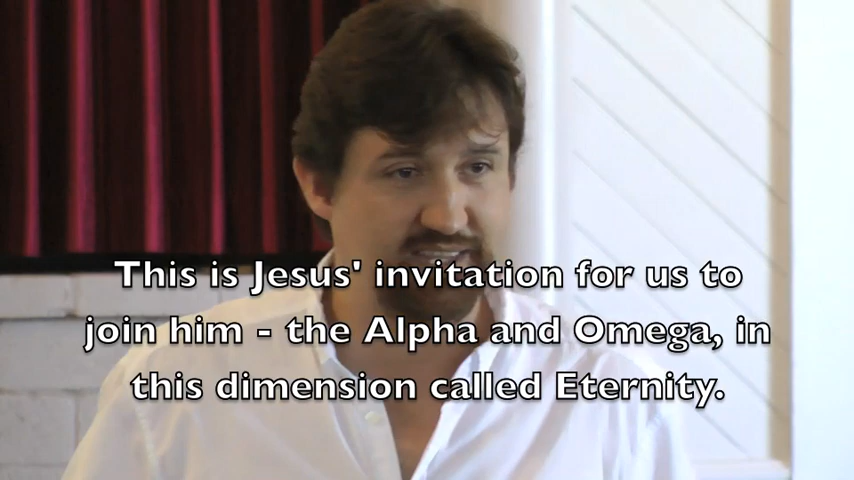 This is Jesus' invitation for us to
join him - the Alpha and Omega, in
this dimension called Eternity.